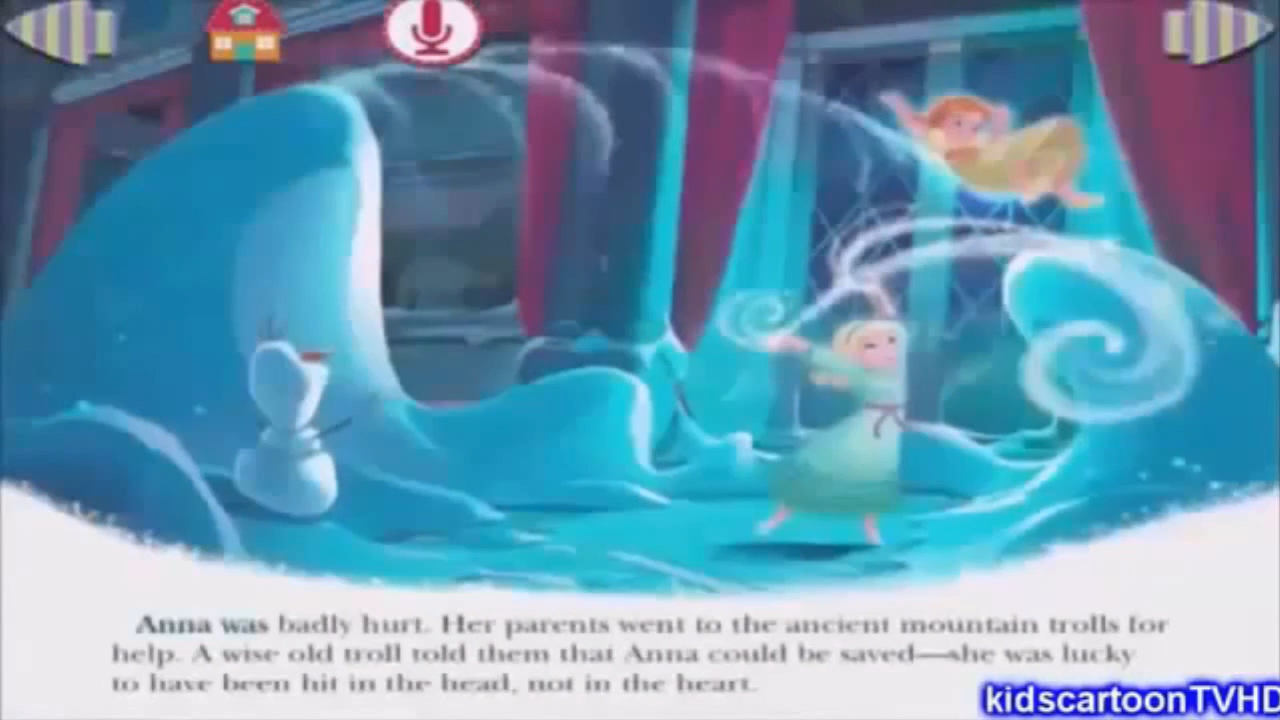 Anna was badly hurt. Her parents went to the ancient mountain trolls for
help. A wise old troll told them that Anna could be saved—she was lucky
to have been hit in the head, not in the heart.
kidscartoonTVHD